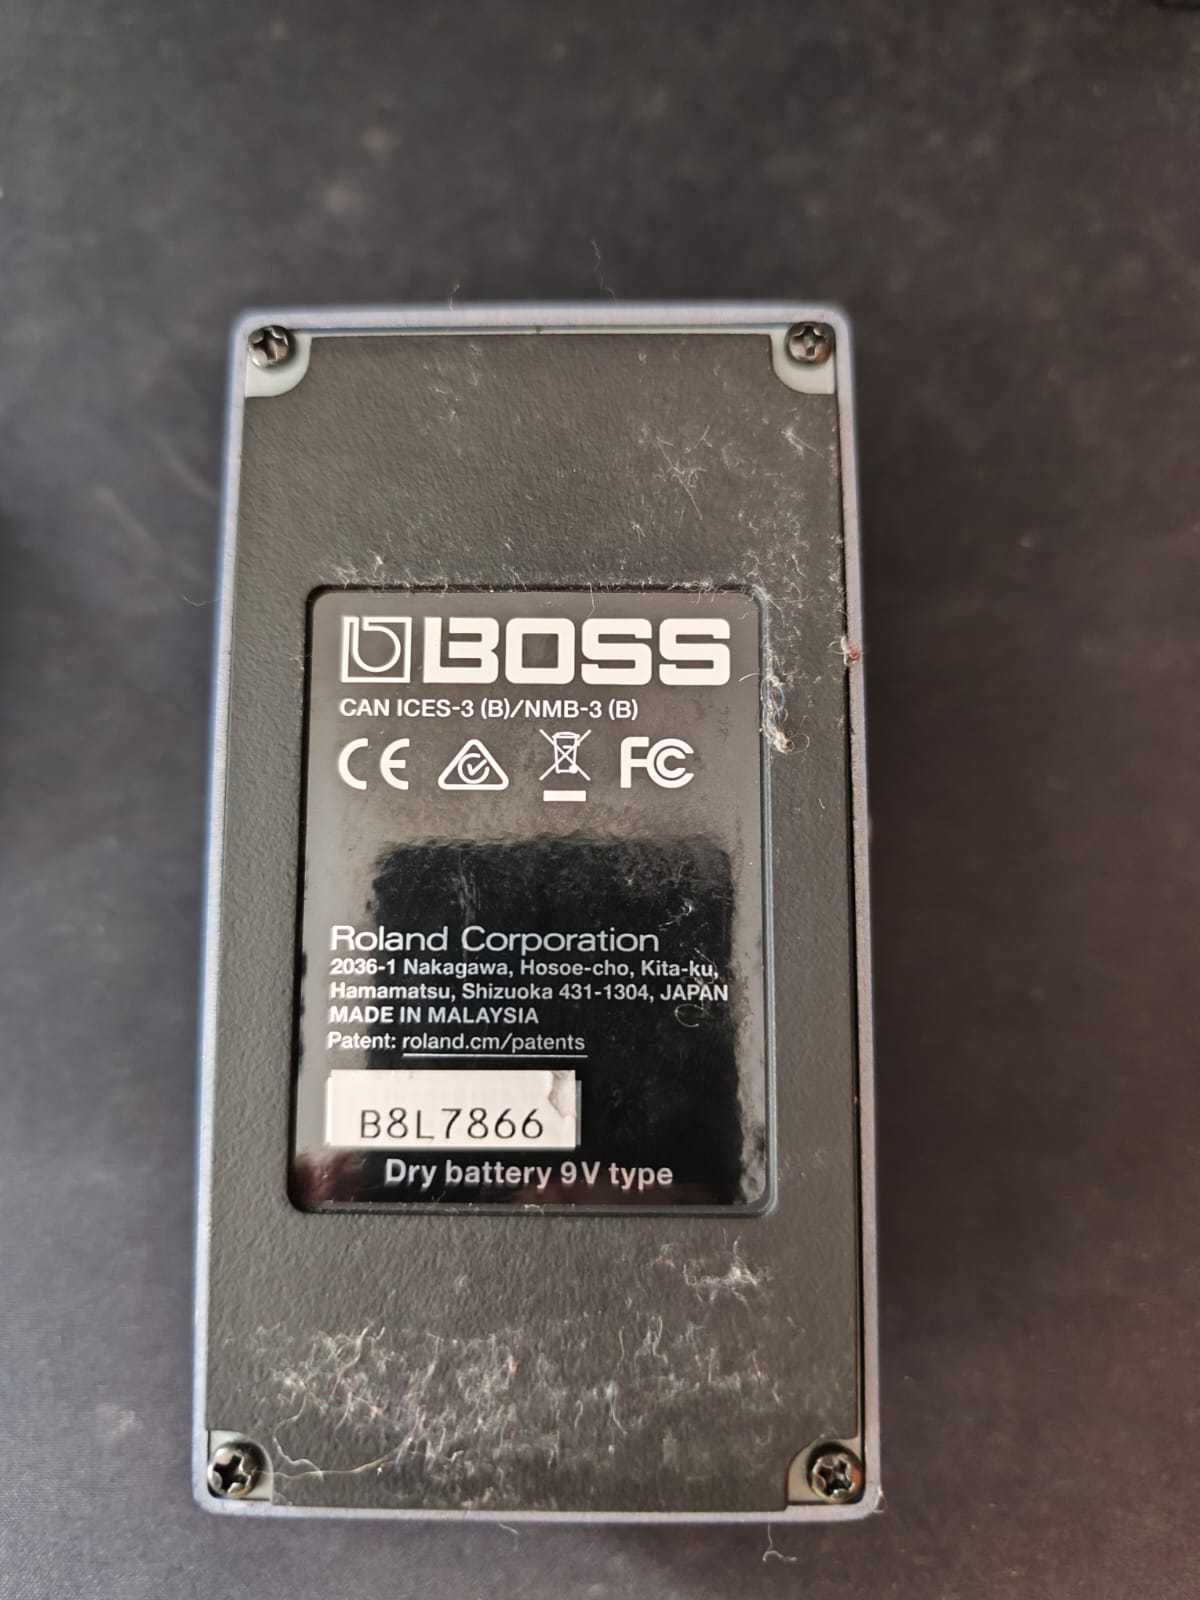 BOSS
CAN ICES-3 (B)/NMB-3 (B)
CE FC
Roland Corporation
2036-1 Nakagawa, Hosoe-cho, Kita-ku,
Hamamatsu, Shizuoka 431-1304, JAPAN
MADE IN MALAYSIA
Patent: roland.cm/patents
B8L7866
Dry battery 9V type